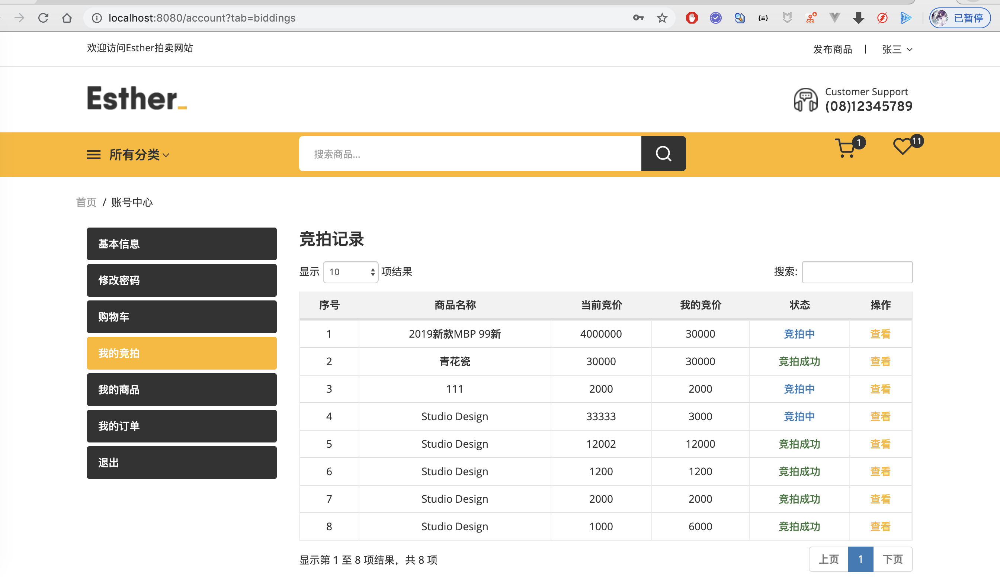 localhost:8080/account?tab=biddings
已暂停
欢迎访问Esther拍卖网站
发布商品 | 张三
Esther_
Customer Support
(08)12345789
所有分类
搜索商品...
1
11
首页 / 账号中心
基本信息
修改密码
购物车
我的竞拍
我的商品
我的订单
退出
竞拍记录
显示 10 项结果
搜索:
序号 商品名称 当前竞价 我的竞价 状态 操作
1 2019新款MBP 99新 4000000 30000 竞拍中 查看
2 青花瓷 30000 30000 竞拍成功 查看
3 111 2000 2000 竞拍中 查看
4 Studio Design 33333 3000 竞拍中 查看
5 Studio Design 12002 12000 竞拍成功 查看
6 Studio Design 1200 1200 竞拍成功 查看
7 Studio Design 2000 2000 竞拍成功 查看
8 Studio Design 1000 6000 竞拍成功 查看
显示第 1 至 8 项结果，共 8 项
上页 1 下页